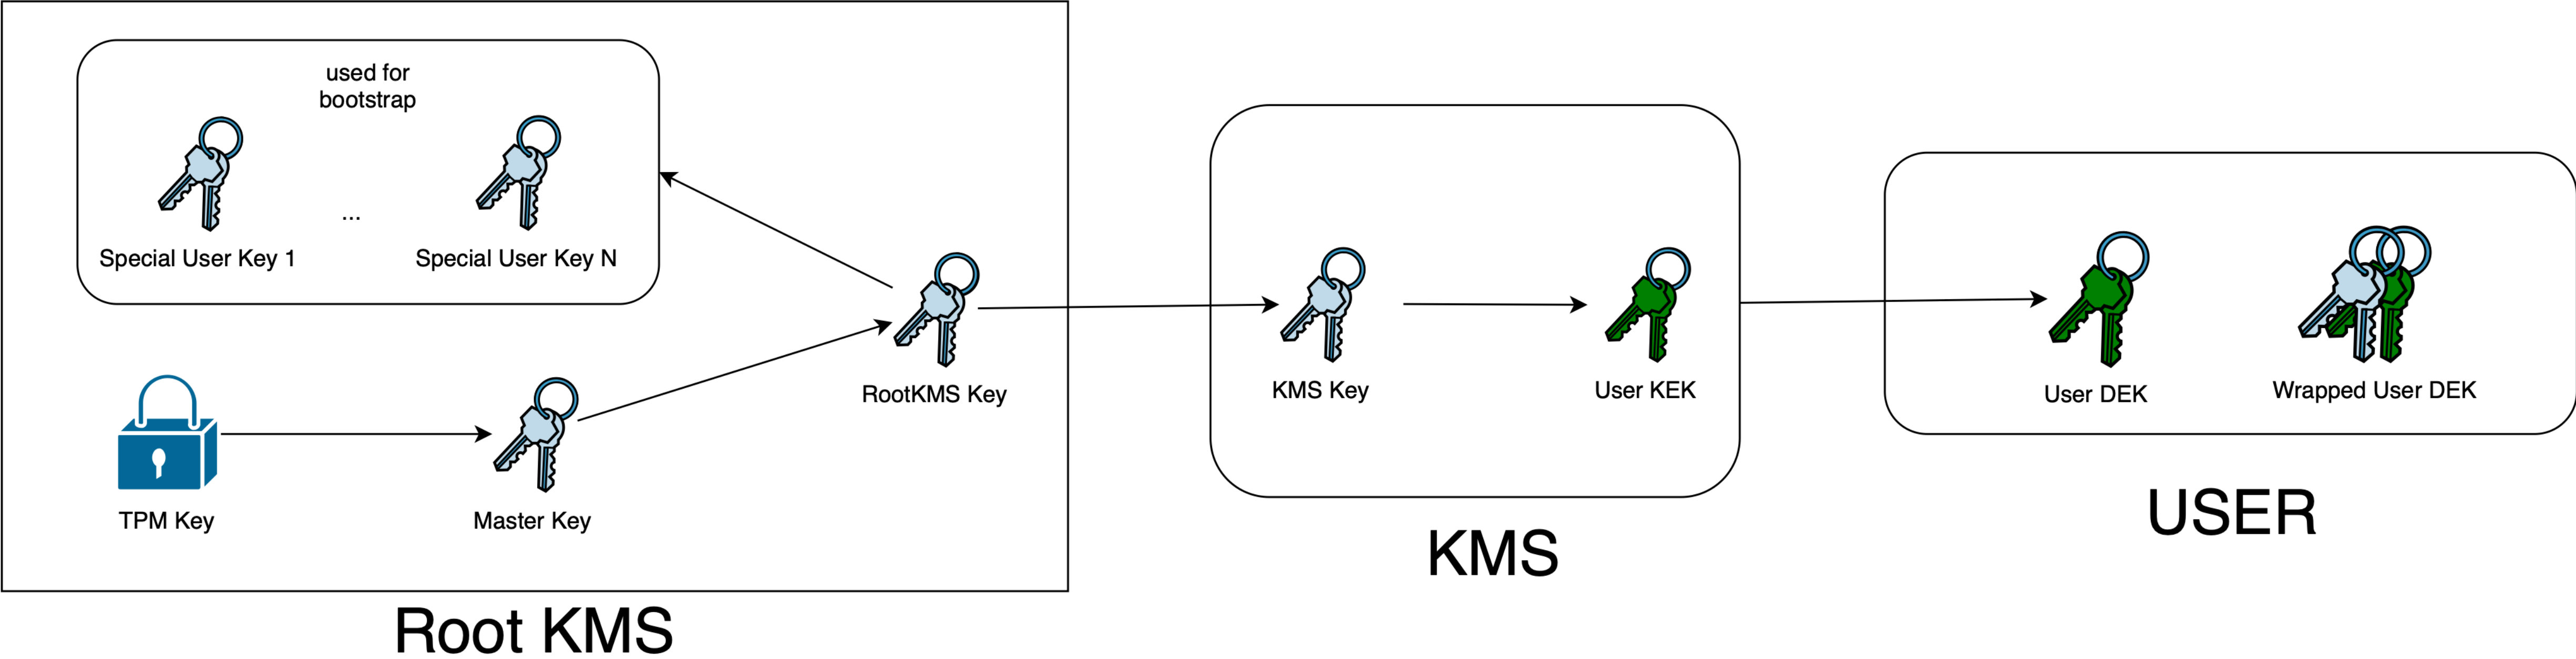 used for
bootstrap
Special User Key 1
...
Special User Key N
RootKMS Key
TPM Key
Master Key
Root KMS
KMS Key
User KEK
KMS
User DEK
Wrapped User DEK
USER